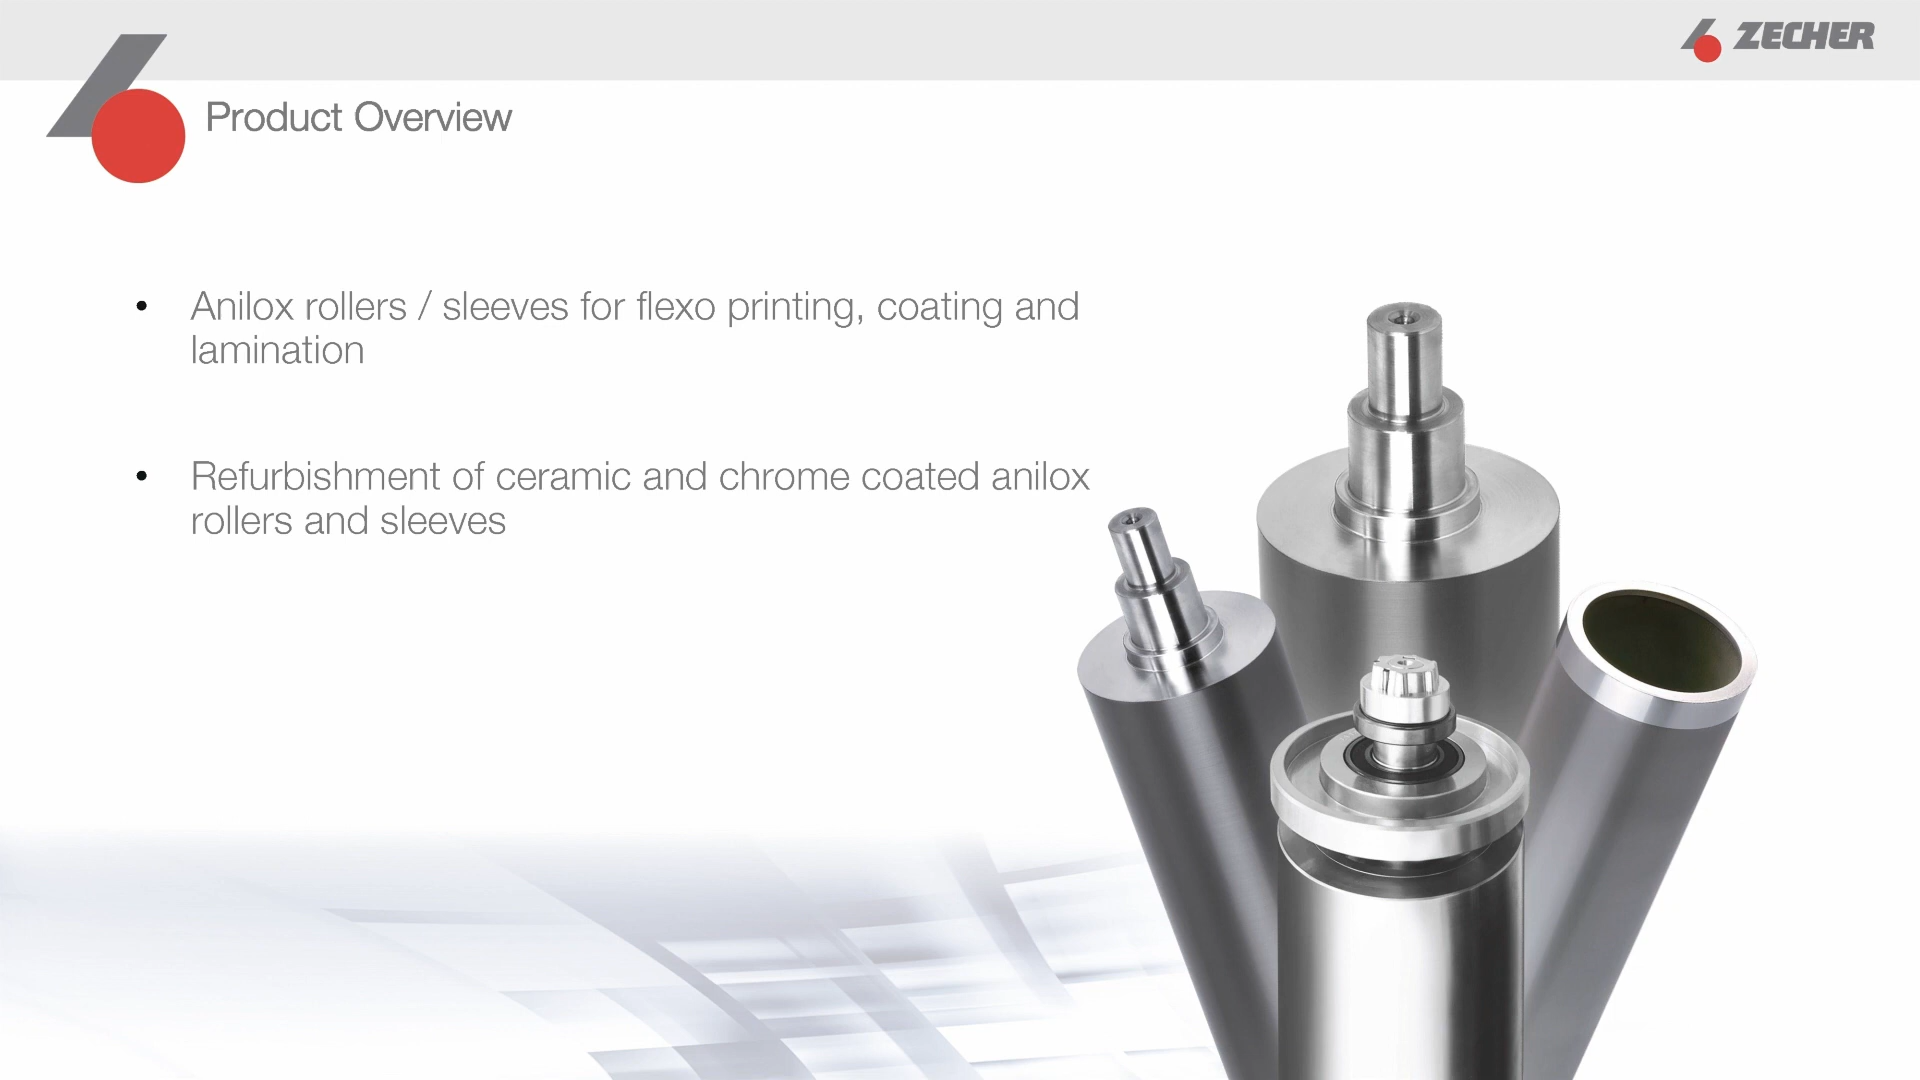 ZECHER
Product Overview
• Anilox rollers / sleeves for flexo printing, coating and
lamination
• Refurbishment of ceramic and chrome coated anilox
rollers and sleeves